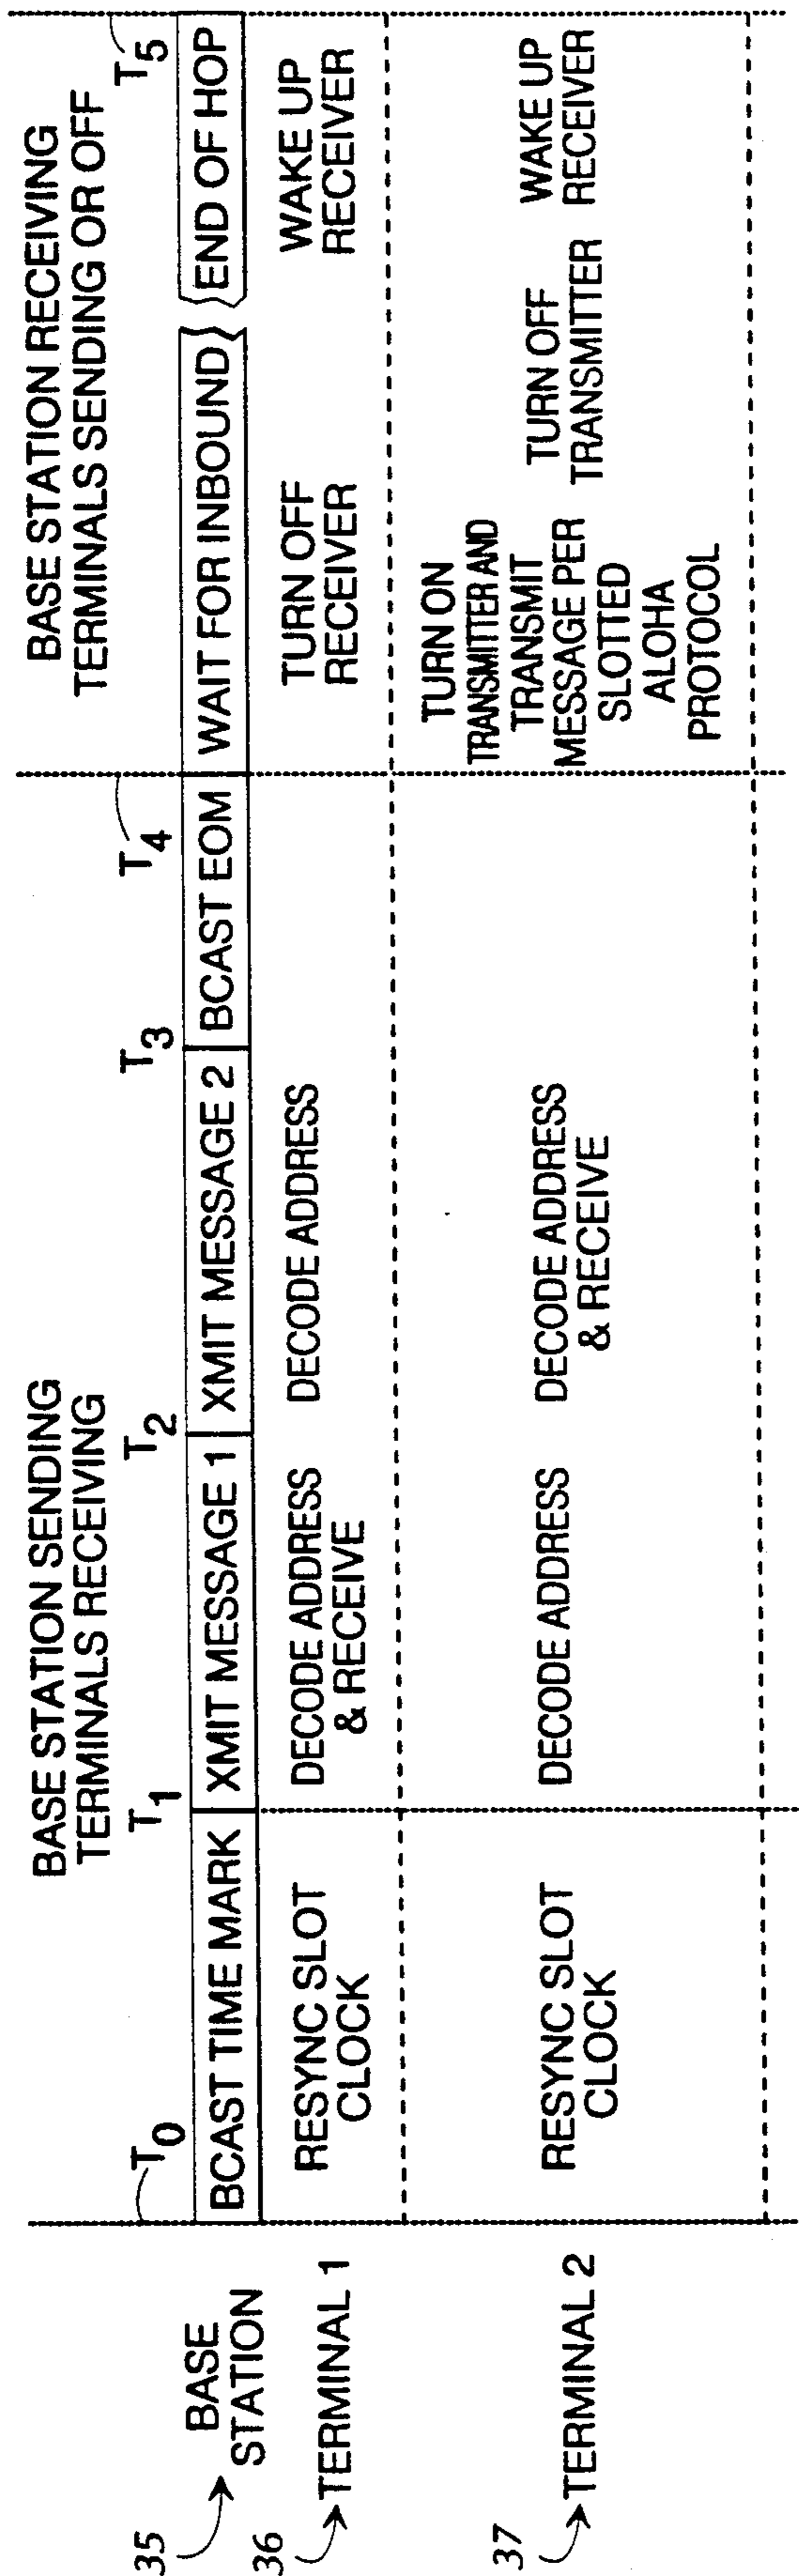 BASE STATION SENDING
TERMINALS RECEIVING
BASE STATION RECEIVING
TERMINALS SENDING OR OFF
T0
T1
T2
T3
T4
T5
35
BASE
STATION
BCAST TIME MARK
XMIT MESSAGE 1
XMIT MESSAGE 2
BCAST EOM
WAIT FOR INBOUND
END OF HOP
36
TERMINAL 1
RESYNC SLOT
CLOCK
DECODE ADDRESS
& RECEIVE
DECODE ADDRESS
TURN OFF
RECEIVER
WAKE UP
RECEIVER
37
TERMINAL 2
RESYNC SLOT
CLOCK
DECODE ADDRESS
DECODE ADDRESS
& RECEIVE
TURN ON
TRANSMITTER AND
TRANSMIT
MESSAGE PER
SLOTTED
ALOHA
PROTOCOL
TURN OFF
TRANSMITTER
WAKE UP
RECEIVER